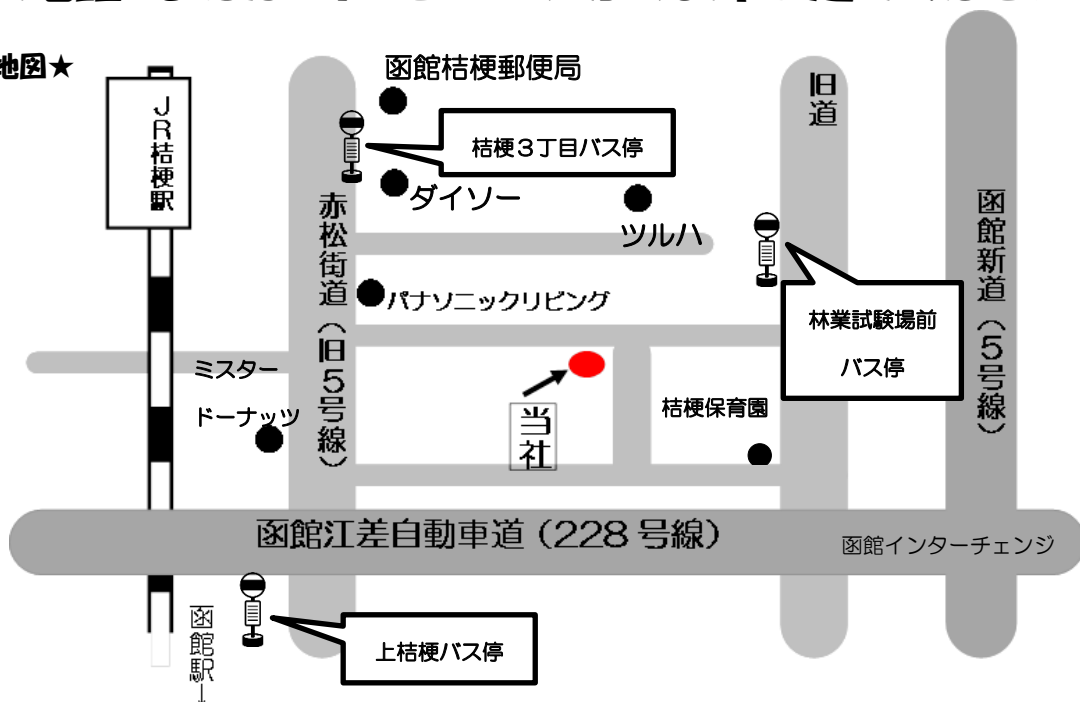 地図★
函館桔梗郵便局
旧道
JR桔梗駅
桔梗３丁目バス停
ダイソー
ツルハ
赤松街道（旧５号線）
函館新道（５号線）
パナソニックリビング
林業試験場前
バス停
ミスター
ドーナッツ
桔梗保育園
当社
函館江差自動車道（228号線）
函館インターチェンジ
函館駅
↓
上桔梗バス停